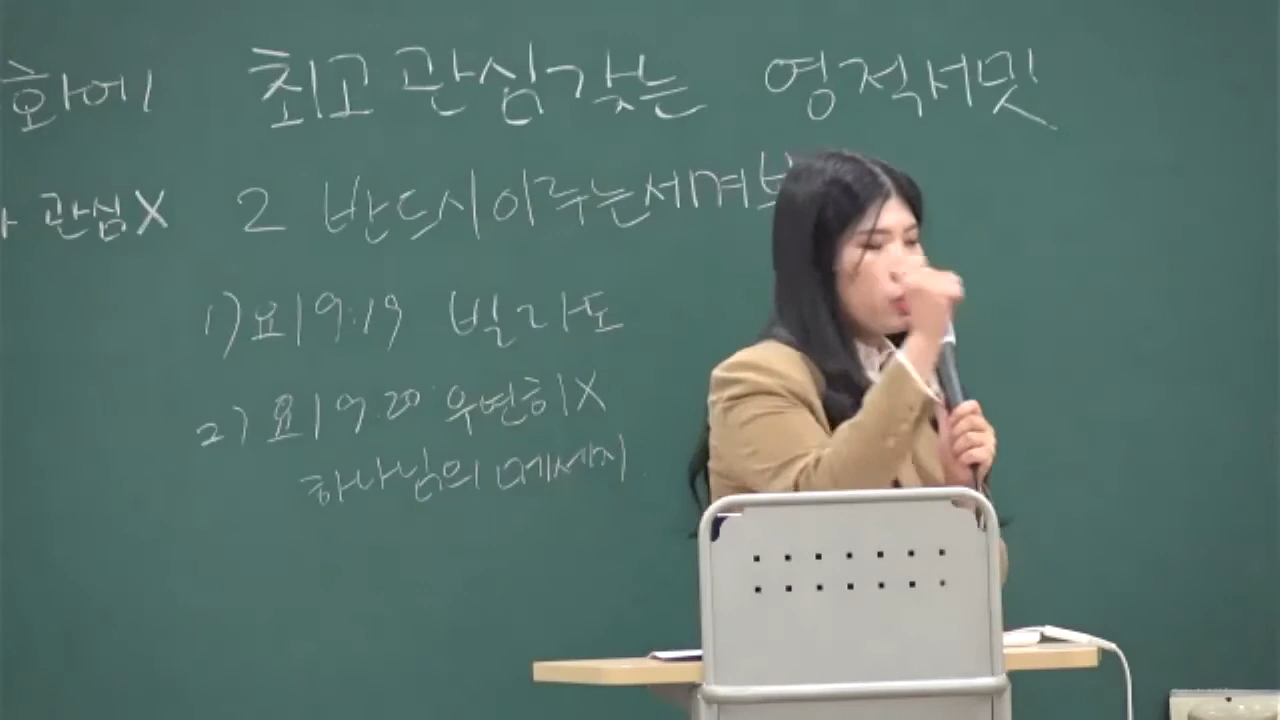 화에 최고 관심 갖는 영적서밋
관심X 2 반드시 이루는 세계보
1) 요19:19 빌라도
2) 요19:20 우연히X
하나님의 메세지